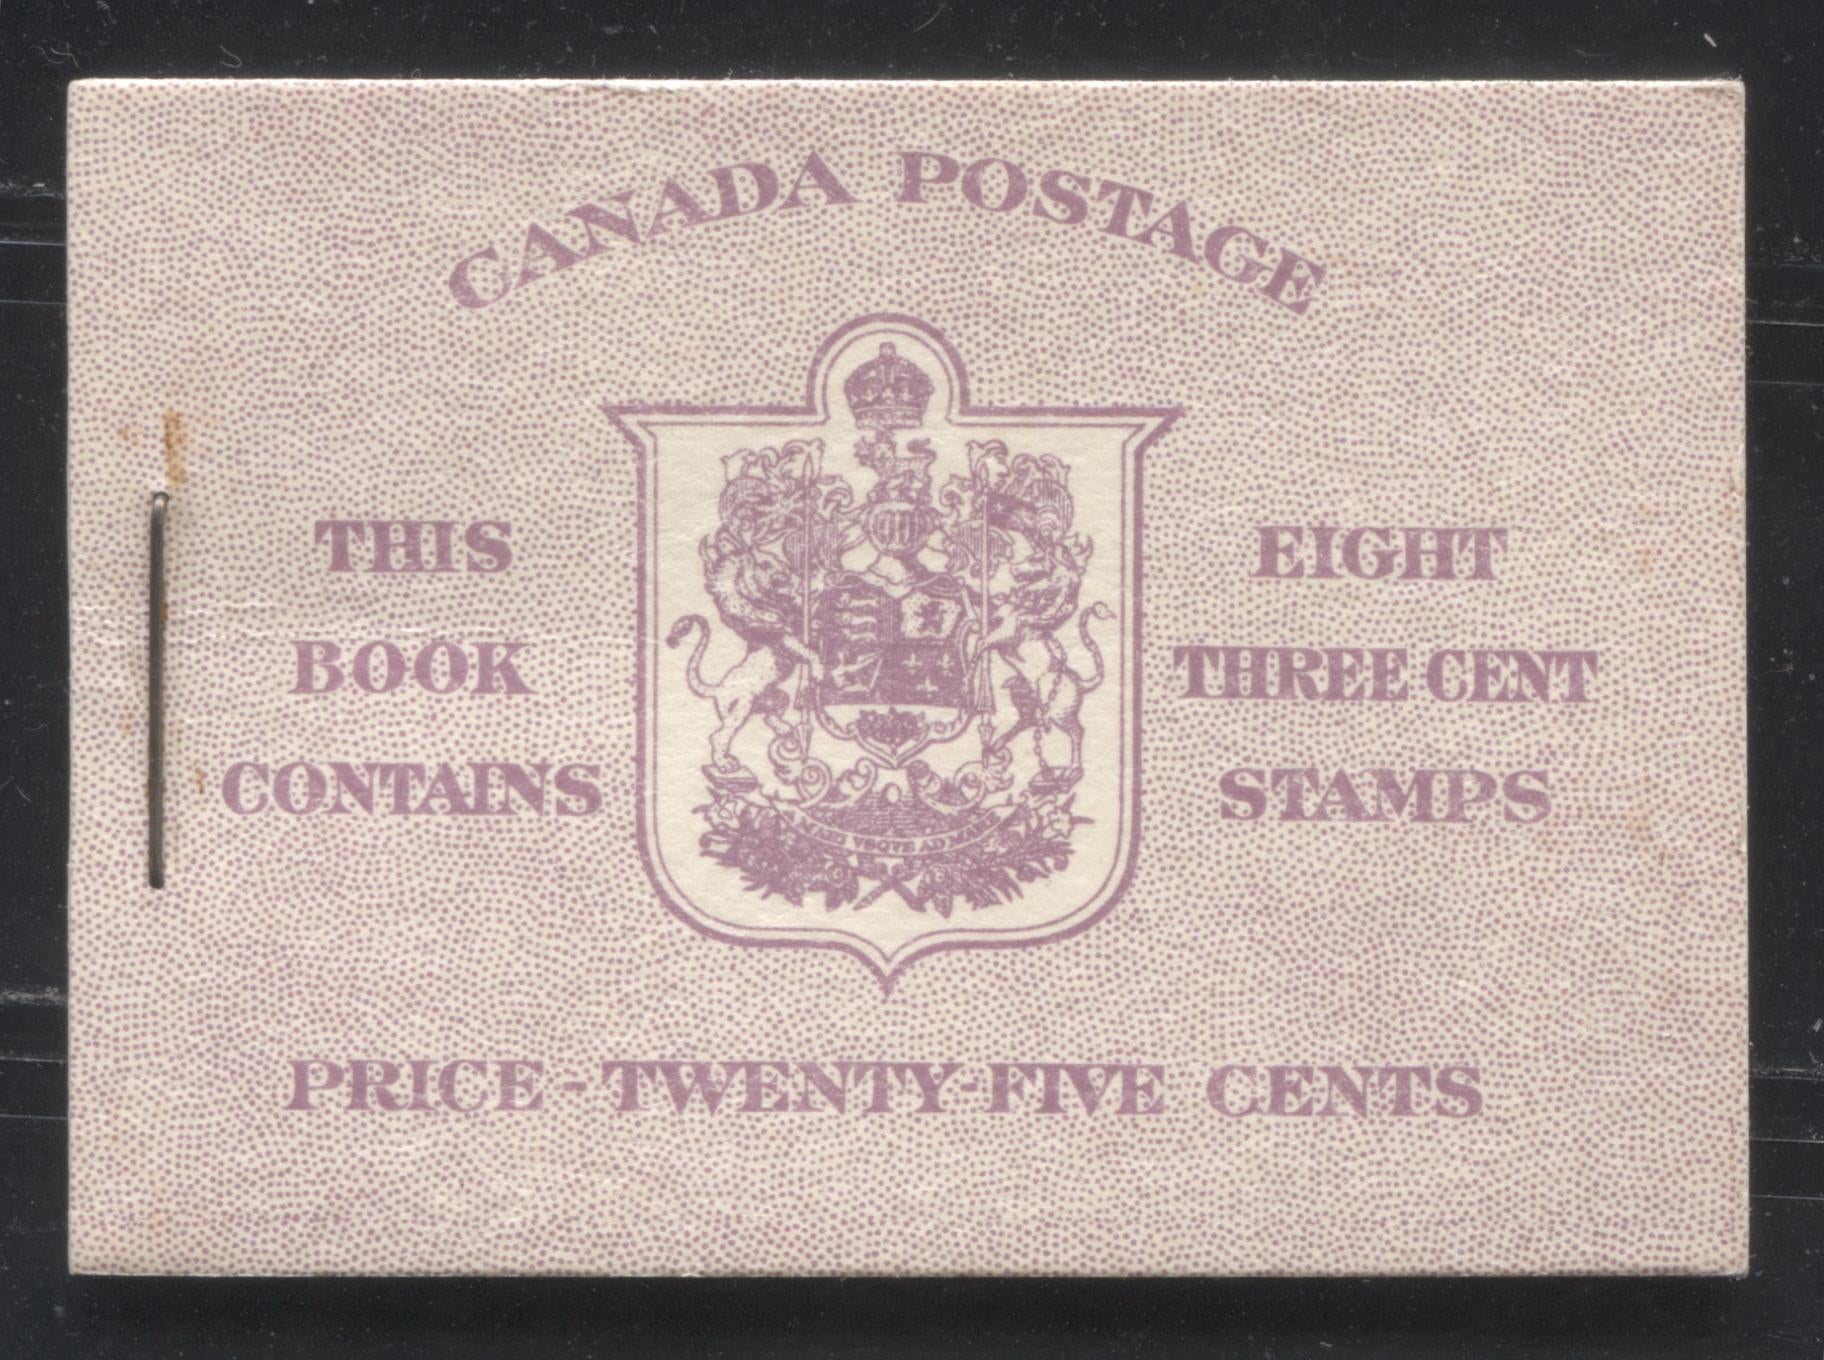 CANADA POSTAGE
THIS
BOOK
CONTAINS
EIGHT
THREE CENT
STAMPS
PRICE - TWENTY-FIVE CENTS